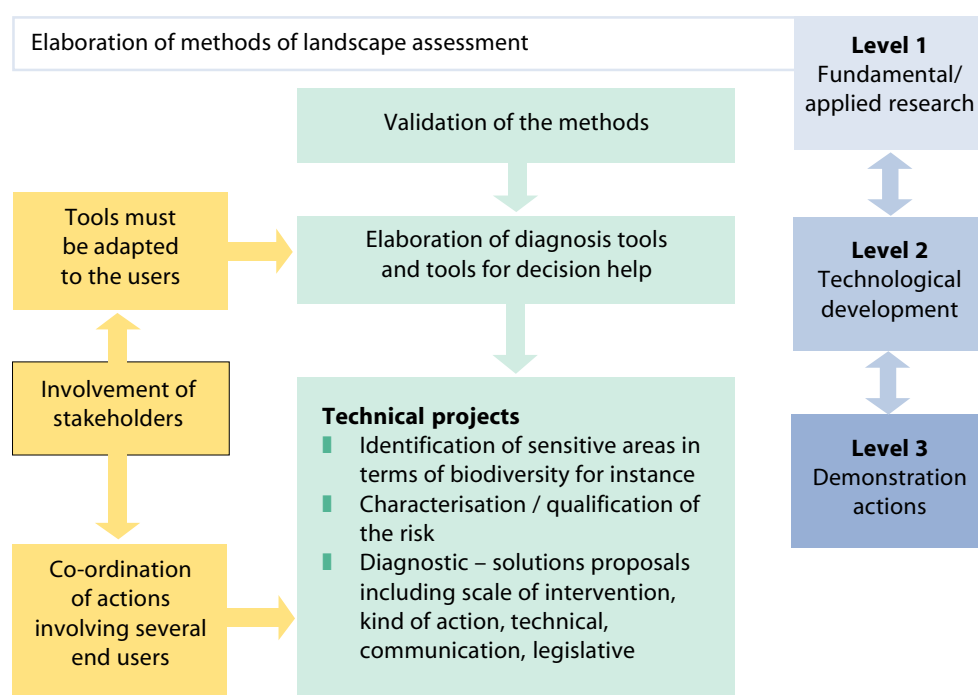 Elaboration of methods of landscape assessment
Level 1
Fundamental/
applied research
Validation of the methods
Tools must
be adapted
to the users
Elaboration of diagnosis tools
and tools for decision help
Level 2
Technological
development
Involvement of
stakeholders
Technical projects
Identification of sensitive areas in
terms of biodiversity for instance
Characterisation / qualification of
the risk
Diagnostic – solutions proposals
including scale of intervention,
kind of action, technical,
communication, legislative
Level 3
Demonstration
actions
Co-ordination
of actions
involving several
end users